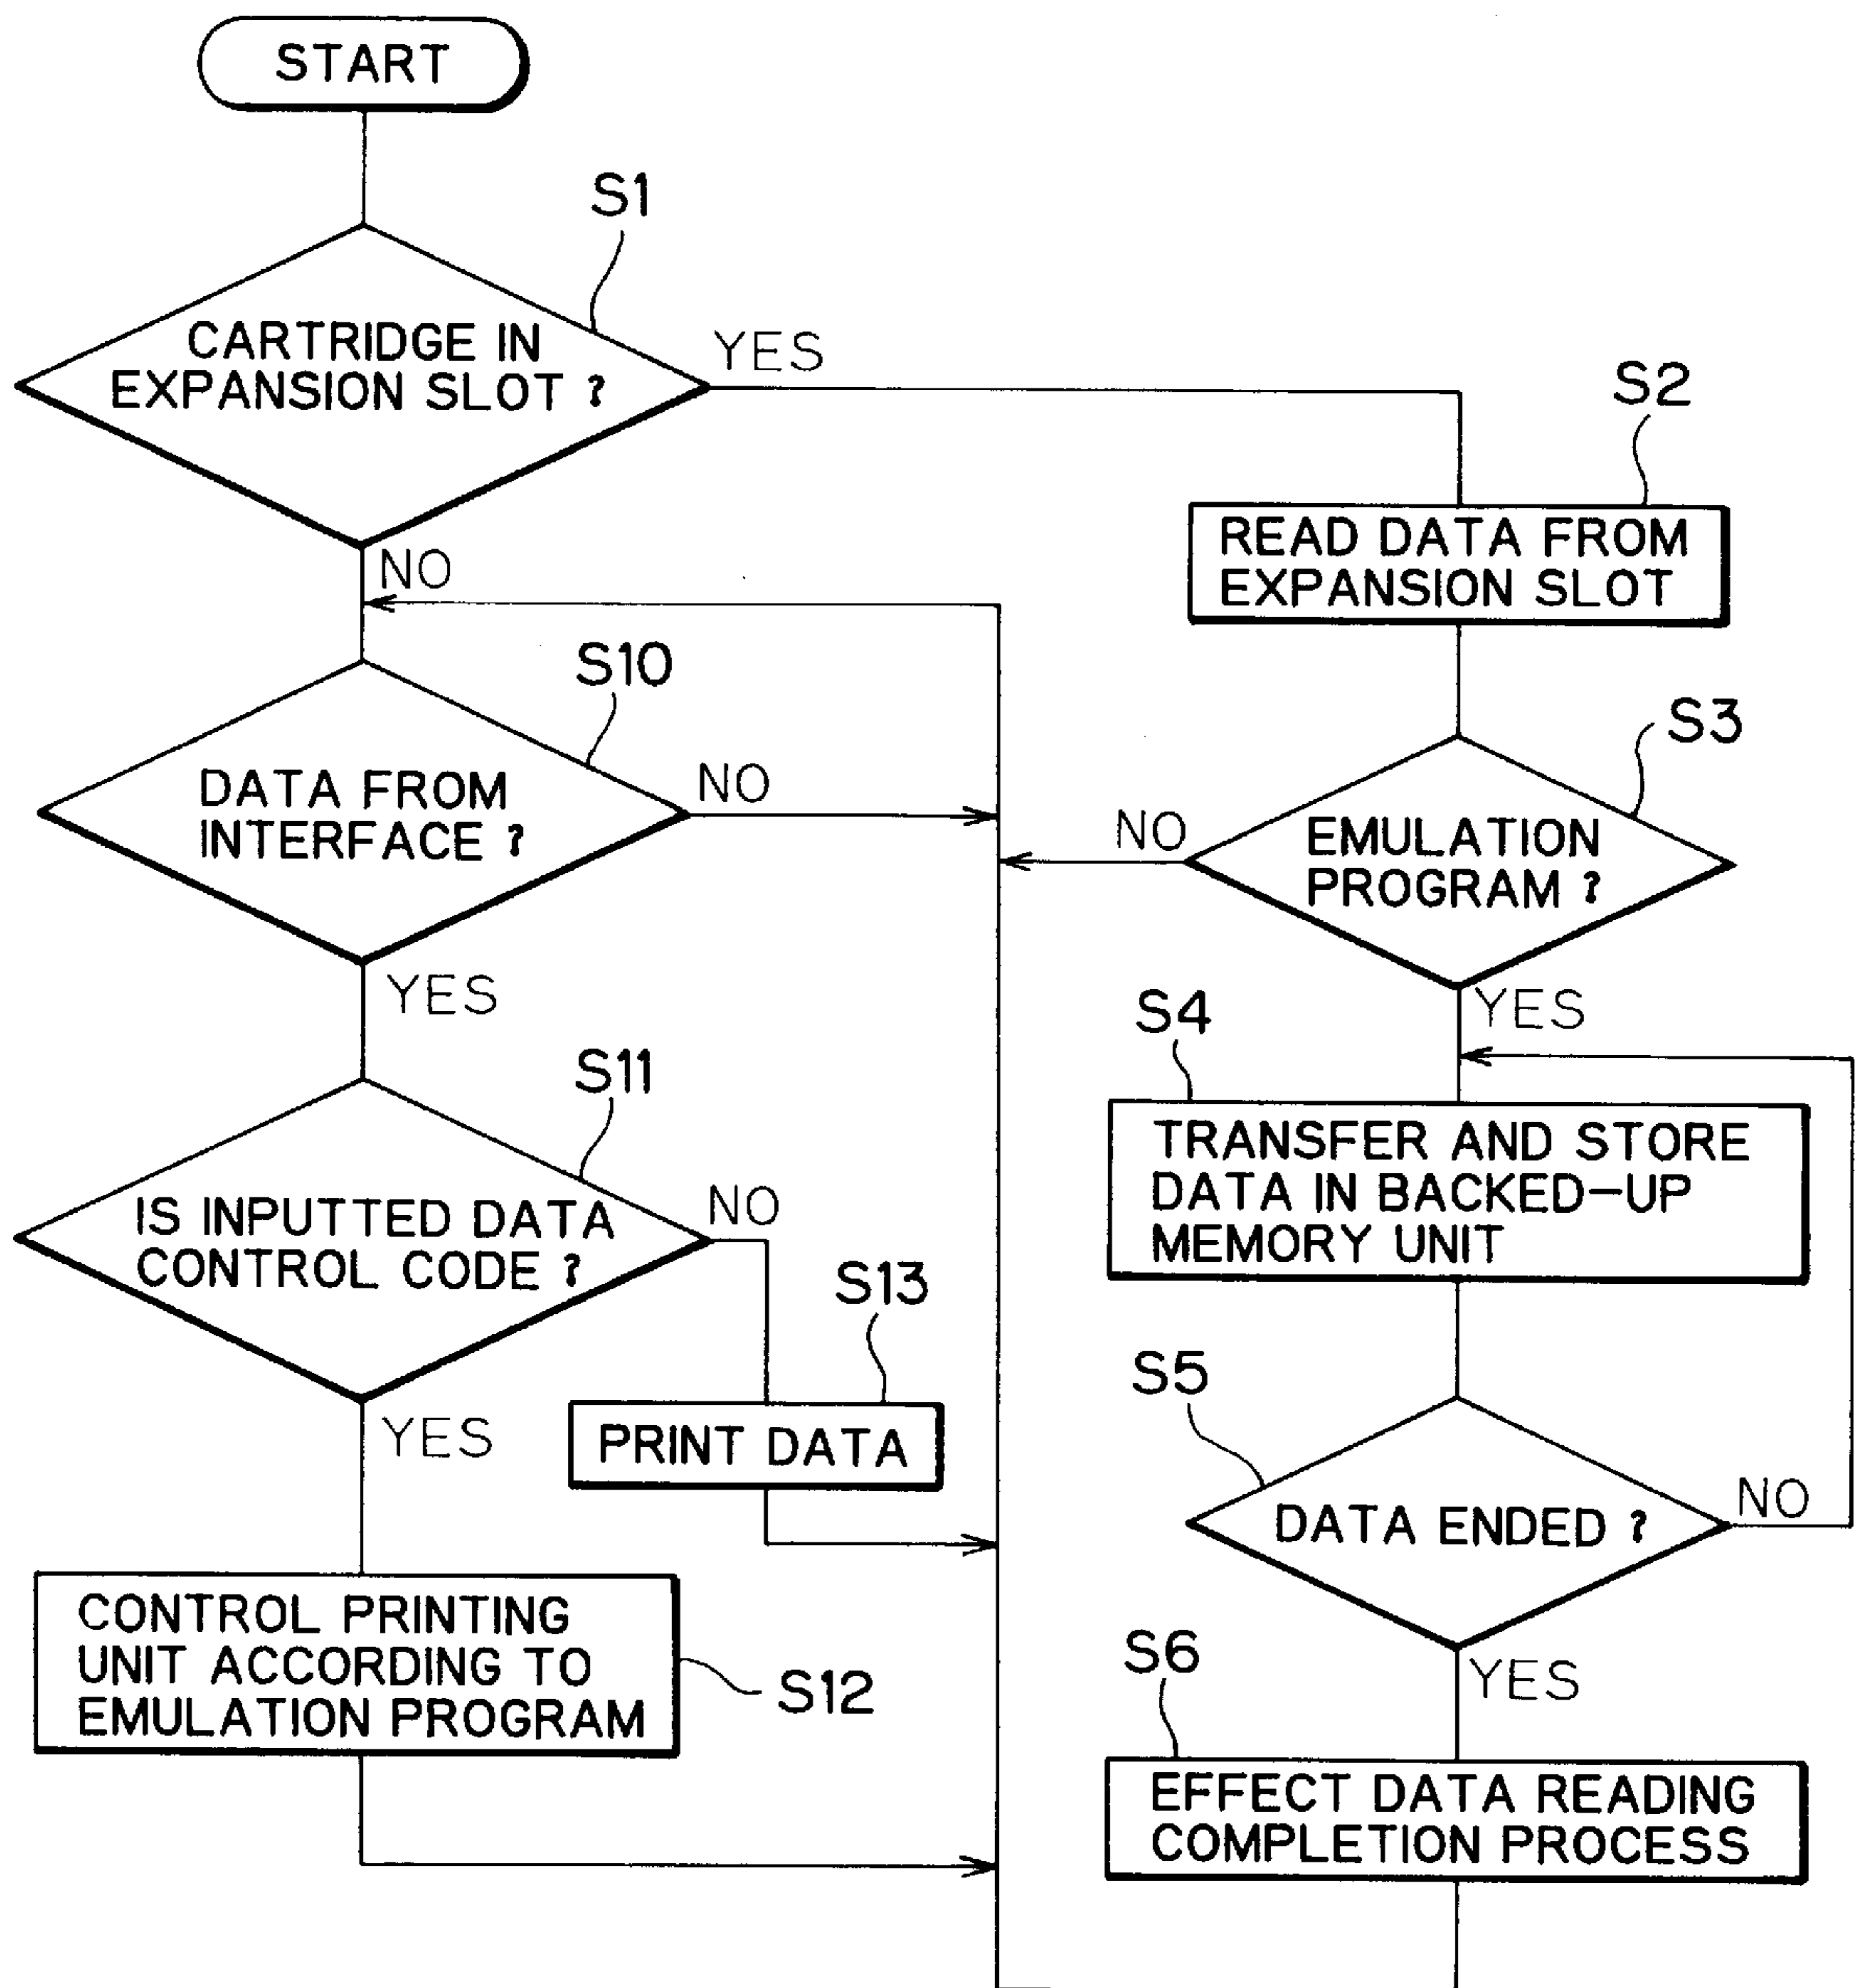 START
S1
CARTRIDGE IN
EXPANSION SLOT ?
YES
NO
S2
READ DATA FROM
EXPANSION SLOT
S10
DATA FROM
INTERFACE ?
NO
YES
S3
EMULATION
PROGRAM ?
NO
YES
S4
TRANSFER AND STORE
DATA IN BACKED-UP
MEMORY UNIT
S11
IS INPUTTED DATA
CONTROL CODE ?
NO
YES
S13
PRINT DATA
S5
DATA ENDED ?
NO
YES
CONTROL PRINTING
UNIT ACCORDING TO
EMULATION PROGRAM
S12
S6
EFFECT DATA READING
COMPLETION PROCESS